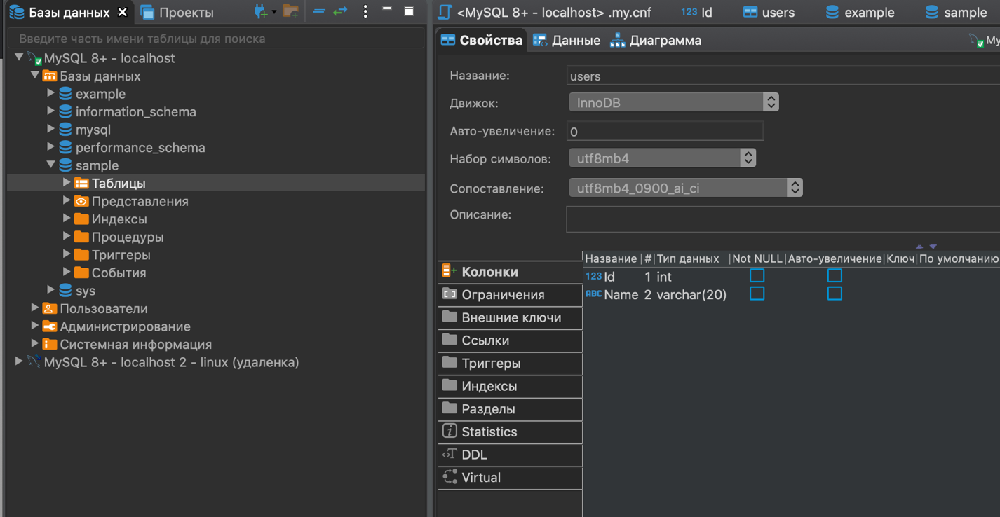 Базы данных
Проекты
Введите часть имени таблицы для поиска
MySQL 8+ - localhost
Базы данных
example
information_schema
mysql
performance_schema
sample
Таблицы
Представления
Индексы
Процедуры
Триггеры
События
sys
Пользователи
Администрирование
Системная информация
MySQL 8+ - localhost 2 - linux (удаленка)
<MySQL 8+ - localhost> .my.cnf
123 Id
users
example
sample
Свойства
Данные
Диаграмма
My
Название: users
Движок: InnoDB
Авто-увеличение: 0
Набор символов: utf8mb4
Сопоставление: utf8mb4_0900_ai_ci
Описание:
Колонки
Ограничения
Внешние ключи
Ссылки
Триггеры
Индексы
Разделы
Statistics
DDL
Virtual
Название # Тип данных Not NULL Авто-увеличение Ключ По умолчанию
123 Id 1 int
ABC Name 2 varchar(20)